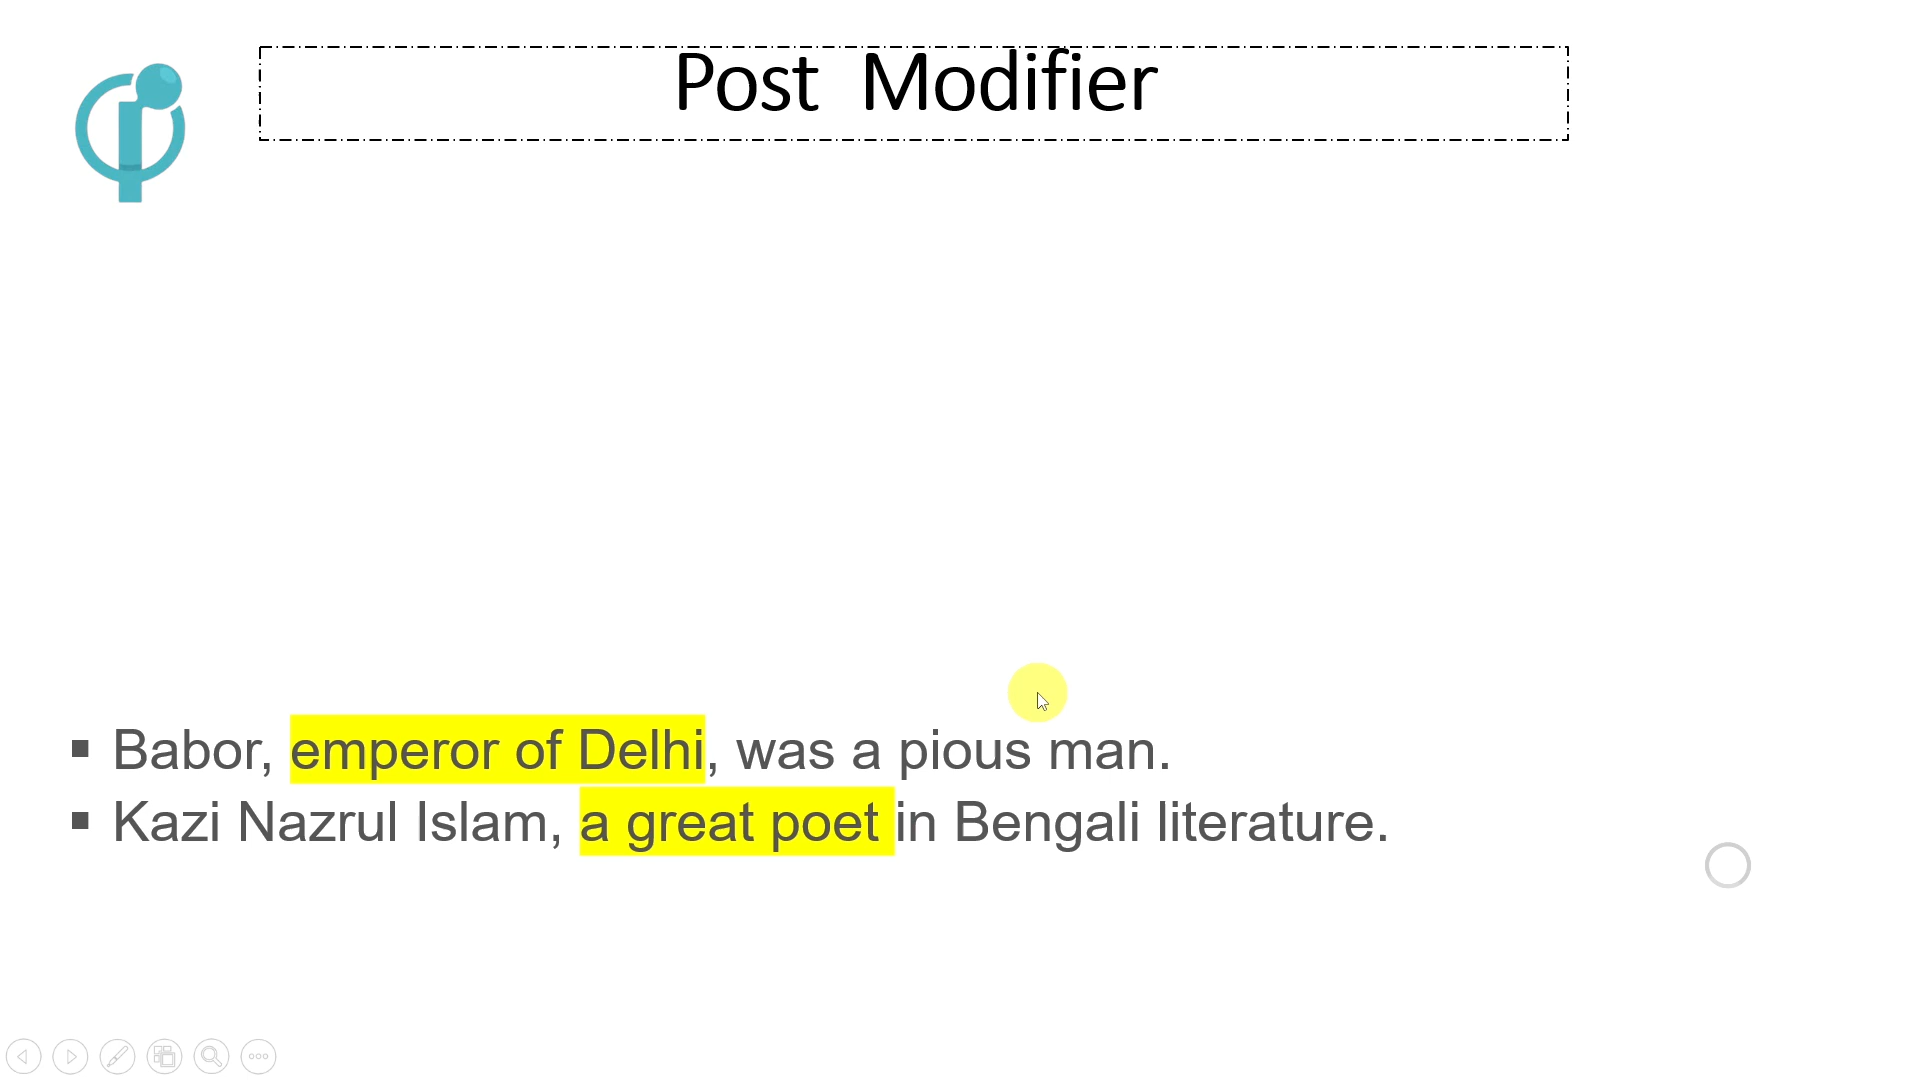 Post Modifier
▪ Babor, emperor of Delhi, was a pious man.
▪ Kazi Nazrul Islam, a great poet in Bengali literature.